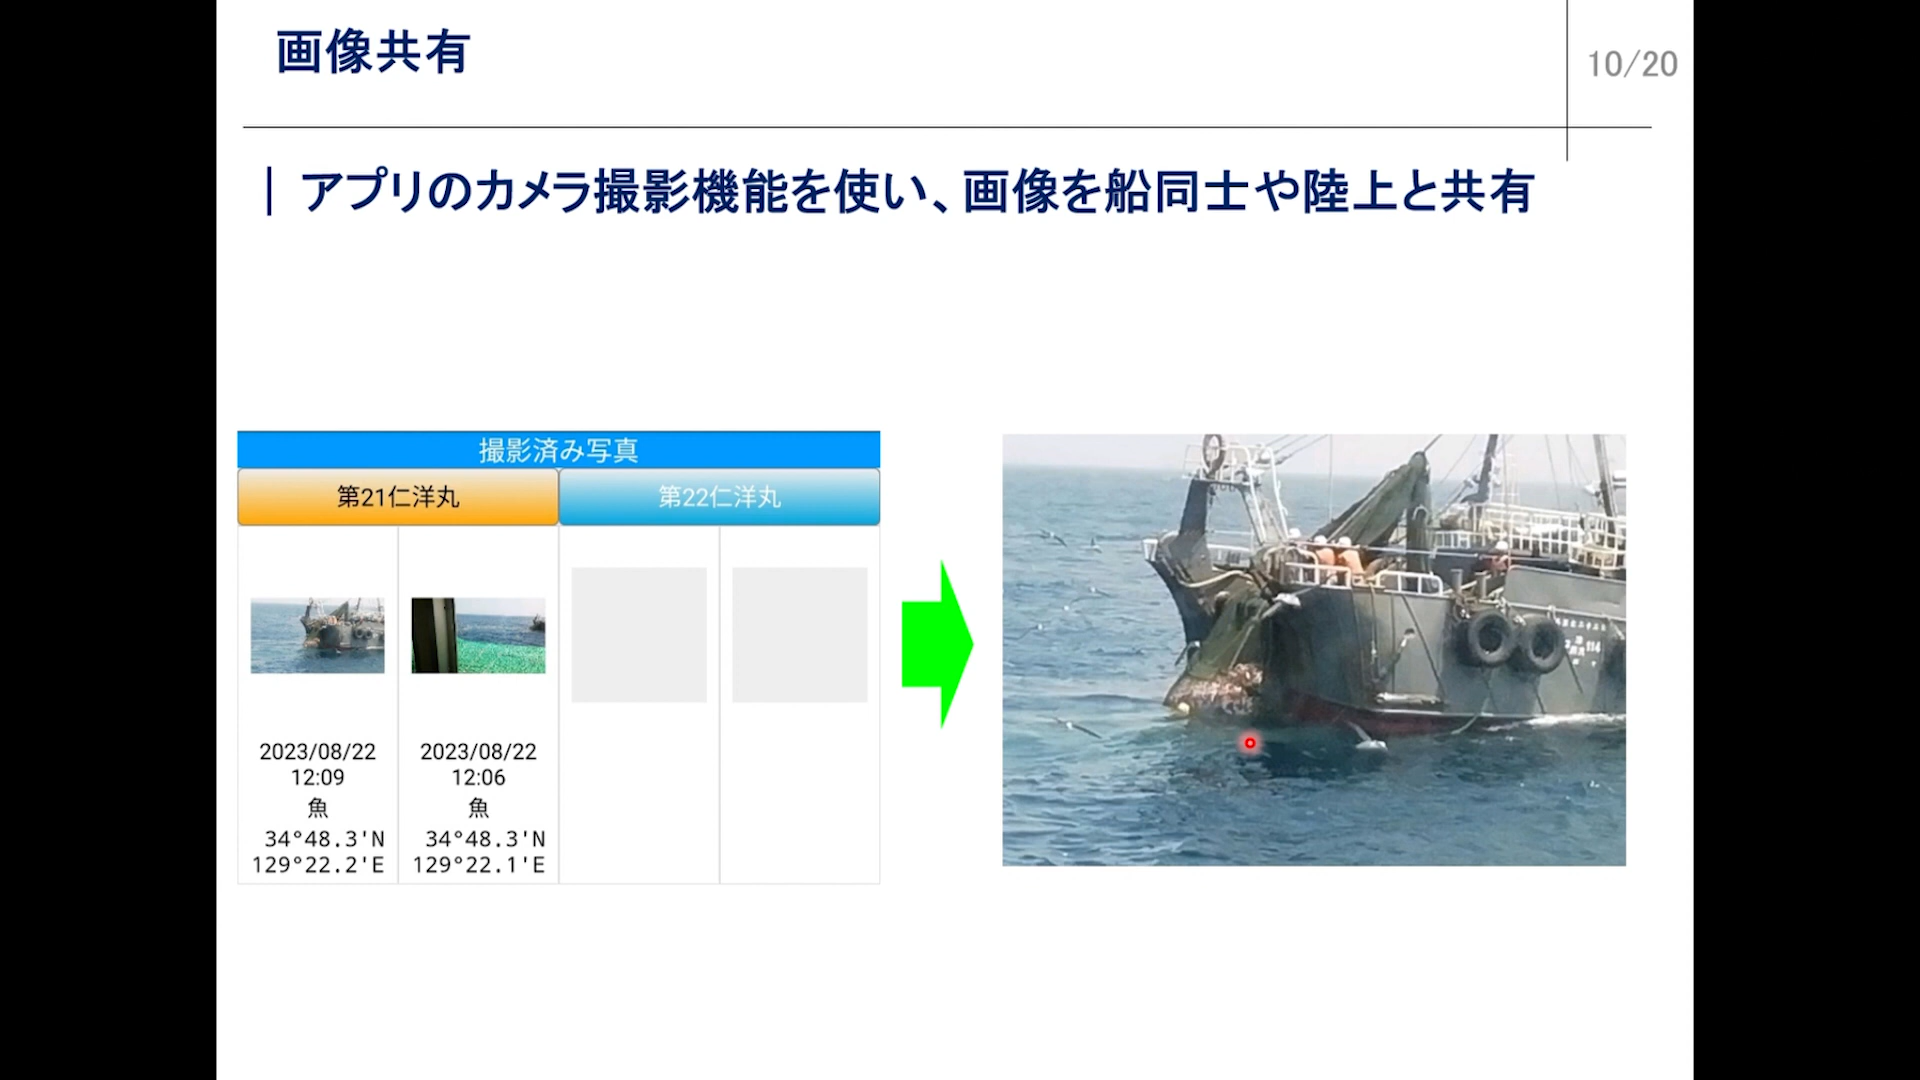 画像共有
10/20
アプリのカメラ撮影機能を使い、画像を船同士や陸上と共有
撮影済み写真
第21仁洋丸
第22仁洋丸
2023/08/22
12:09
魚
34°48.3'N
129°22.2'E
2023/08/22
12:06
魚
34°48.3'N
129°22.1'E